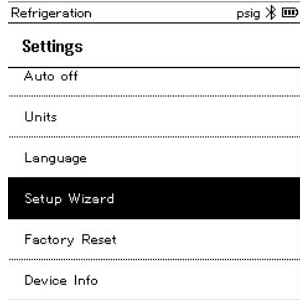 Refrigeration psig
Settings
Auto off
Units
Language
Setup Wizard
Factory Reset
Device Info